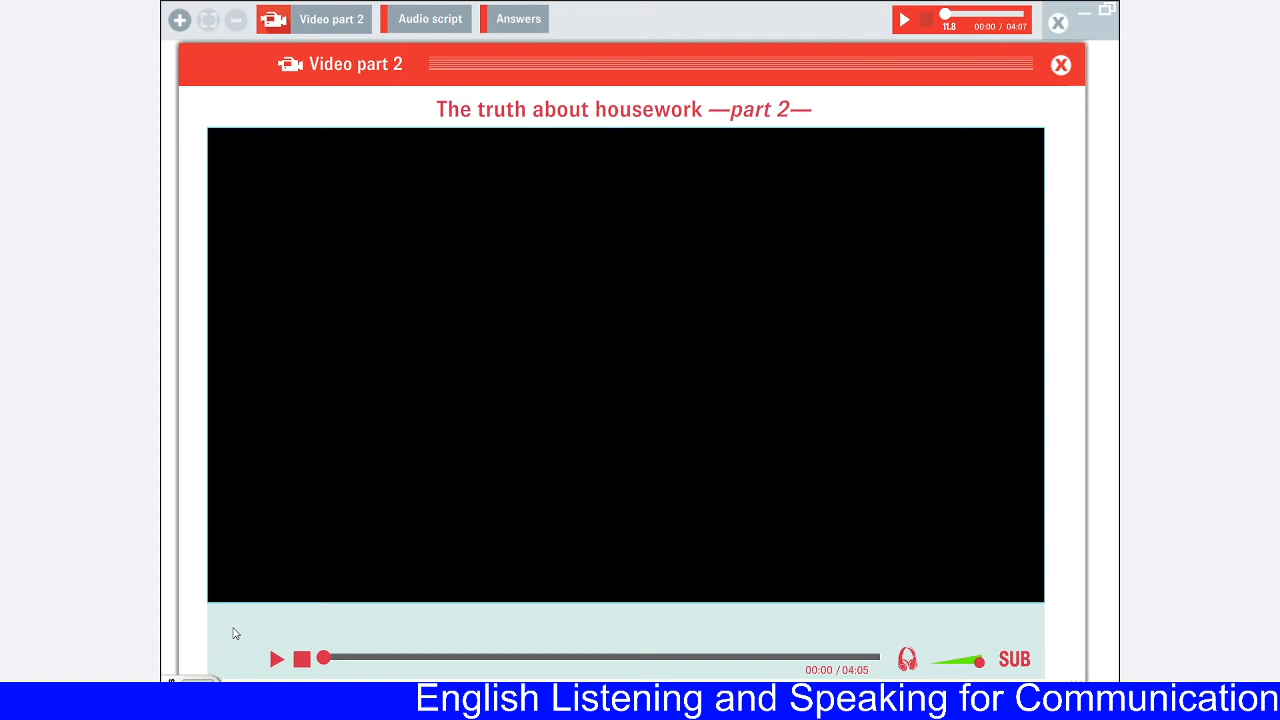 Video part 2
Audio script
Answers
11.8
00:00 / 04:07
Video part 2
The truth about housework —part 2—
00:00 / 04:05
SUB
English Listening and Speaking for Communication